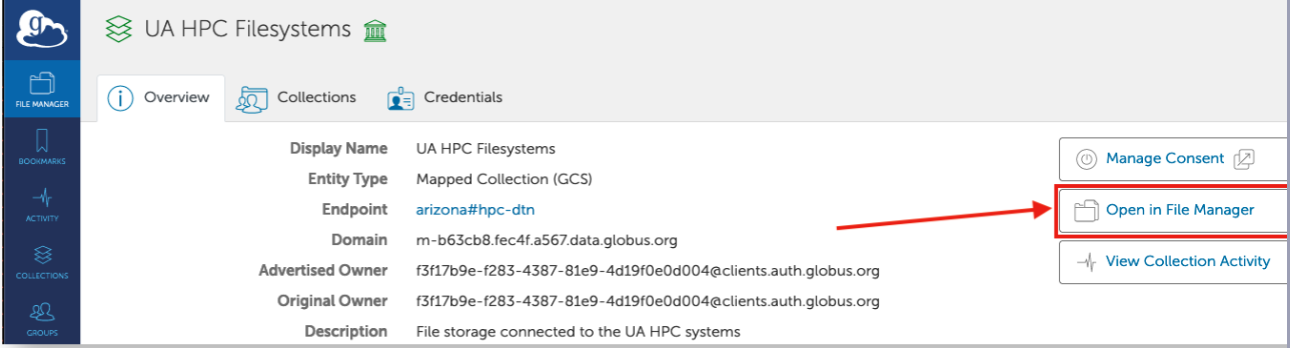 UA HPC Filesystems
Overview
Collections
Credentials
FILE MANAGER
BOOKMARKS
ACTIVITY
COLLECTIONS
GROUPS
Display Name UA HPC Filesystems
Entity Type Mapped Collection (GCS)
Endpoint arizona#hpc-dtn
Domain m-b63cb8.fec4f.a567.data.globus.org
Advertised Owner f3f17b9e-f283-4387-81e9-4d19f0e0d004@clients.auth.globus.org
Original Owner f3f17b9e-f283-4387-81e9-4d19f0e0d004@clients.auth.globus.org
Description File storage connected to the UA HPC systems
Manage Consent
Open in File Manager
View Collection Activity